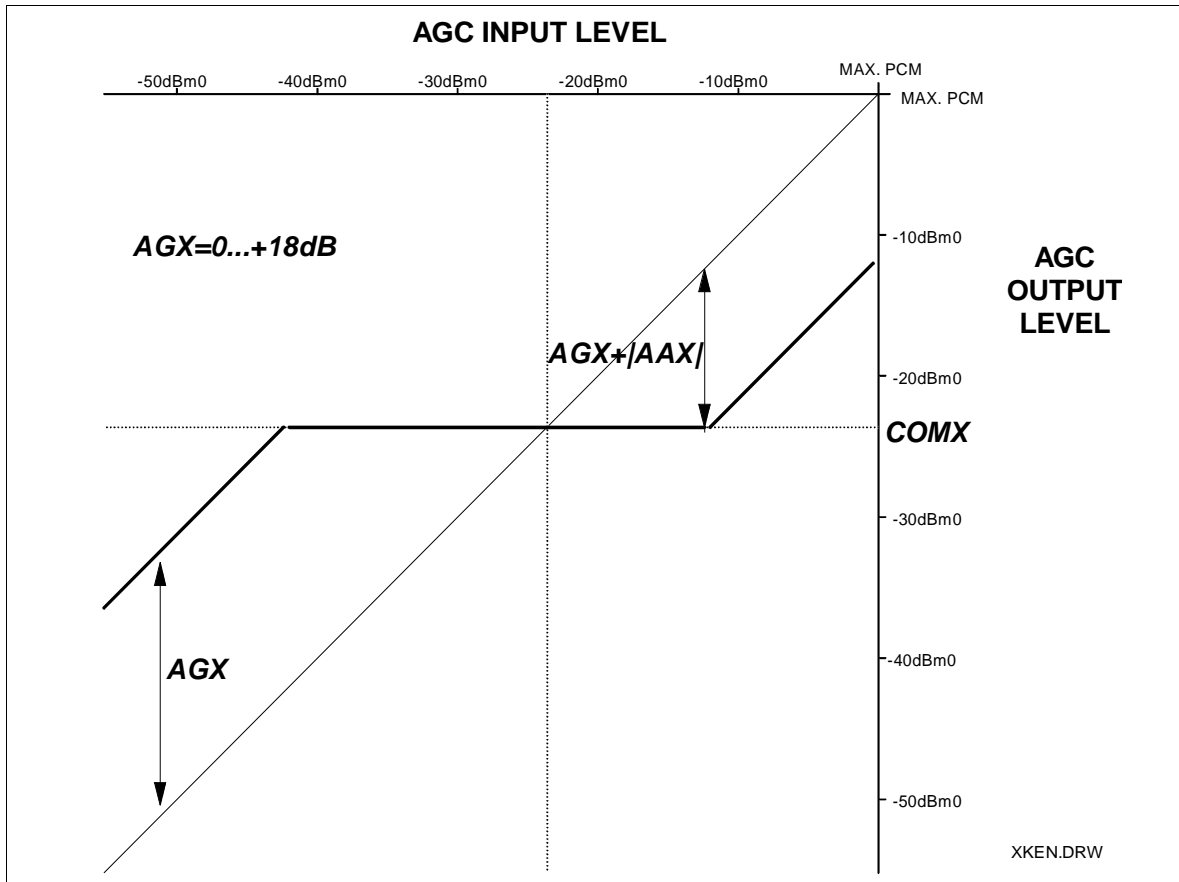 AGC INPUT LEVEL
-50dBm0 -40dBm0 -30dBm0 -20dBm0 -10dBm0
MAX. PCM
MAX. PCM
AGX=0...+18dB
-10dBm0
AGC
OUTPUT
LEVEL
AGX+|AAX|
-20dBm0
COMX
-30dBm0
AGX
-40dBm0
-50dBm0
XKEN.DRW